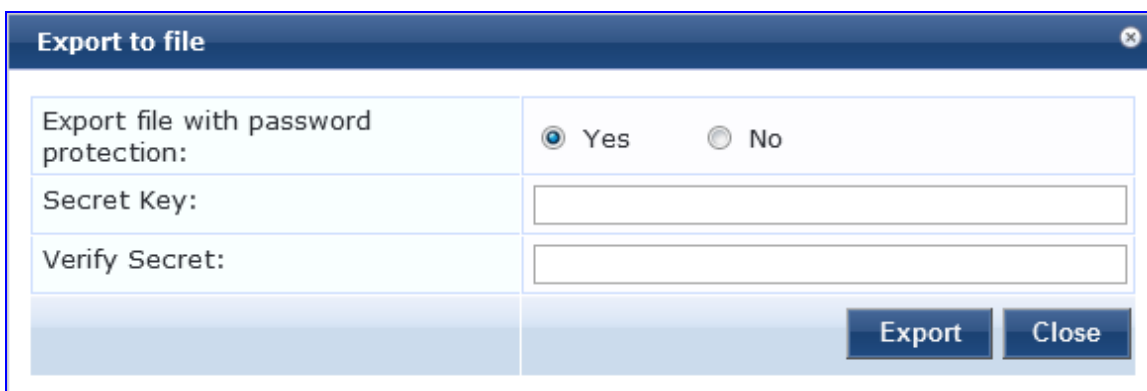 Export to file
Export file with password
protection:
Yes No
Secret Key:
Verify Secret:
Export Close